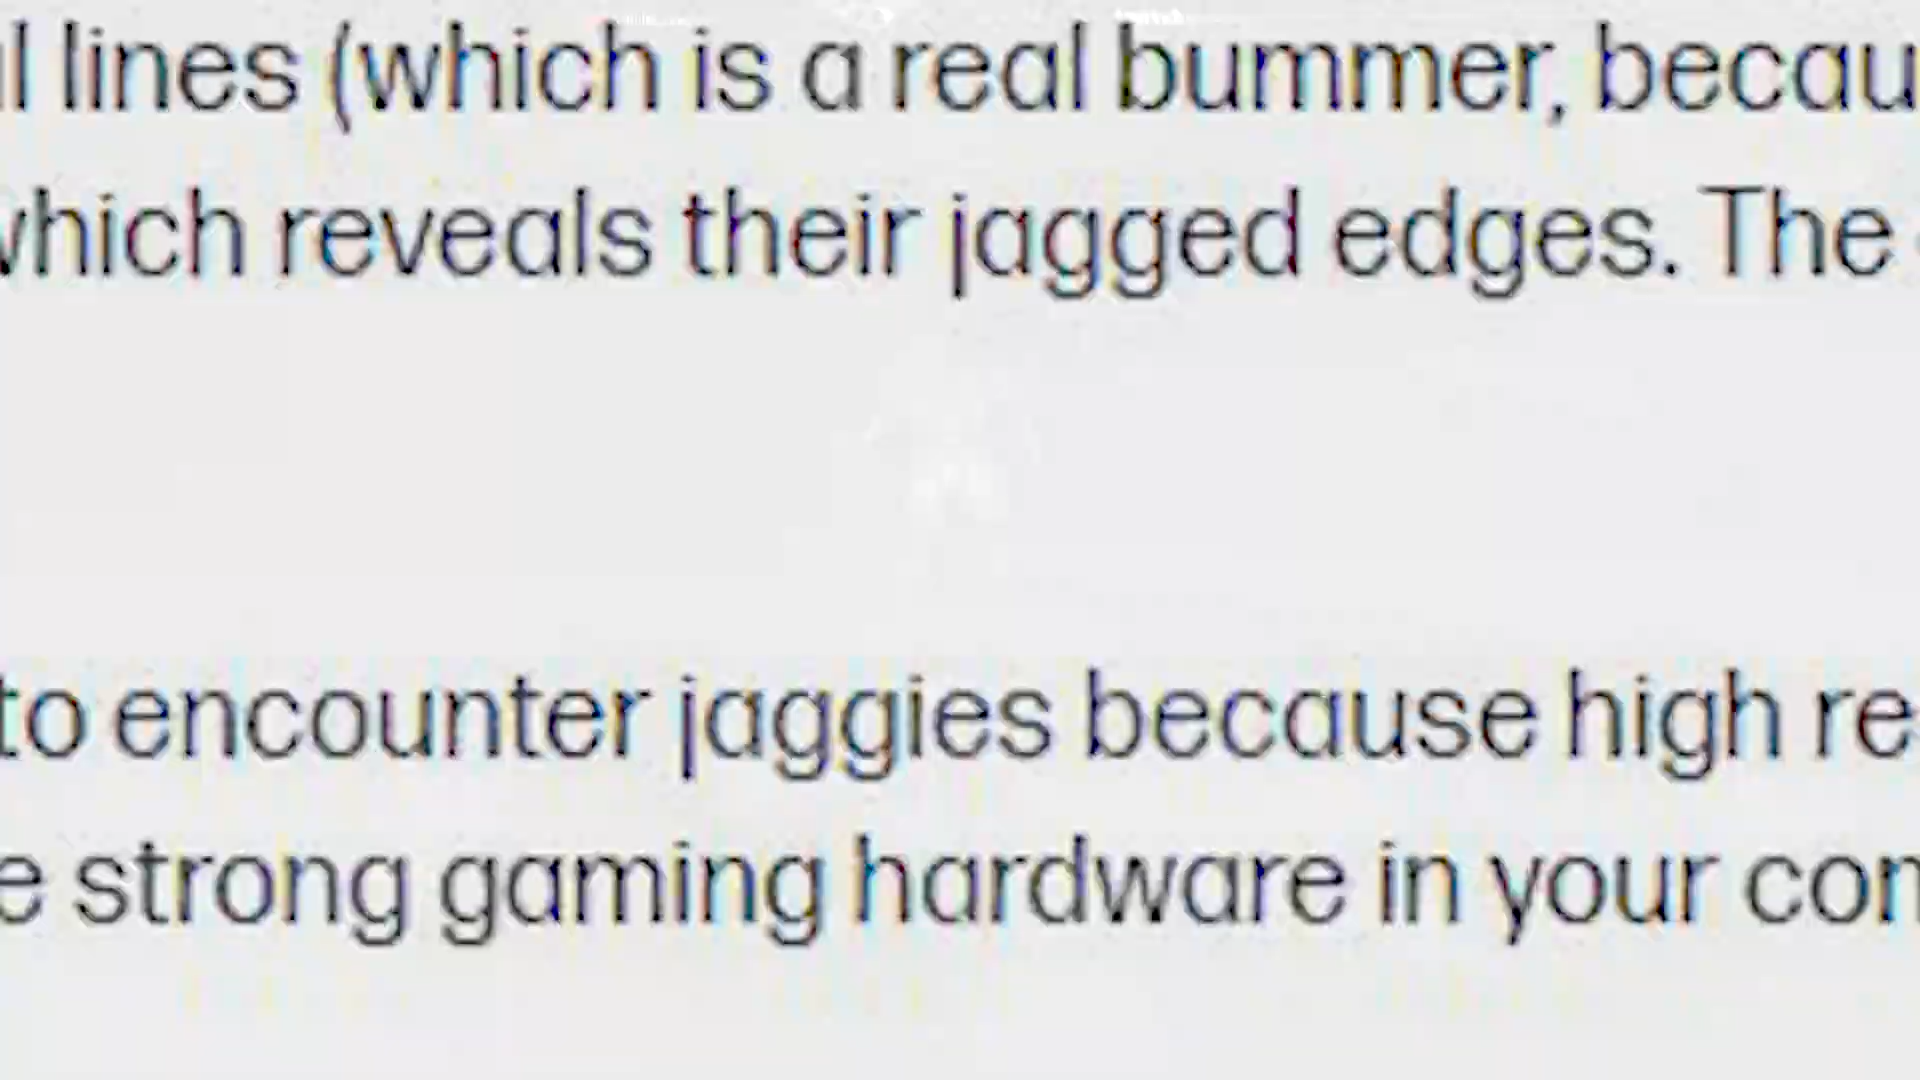 l lines (which is a real bummer, becau
which reveals their jagged edges. The
to encounter jaggies because high re
e strong gaming hardware in your con